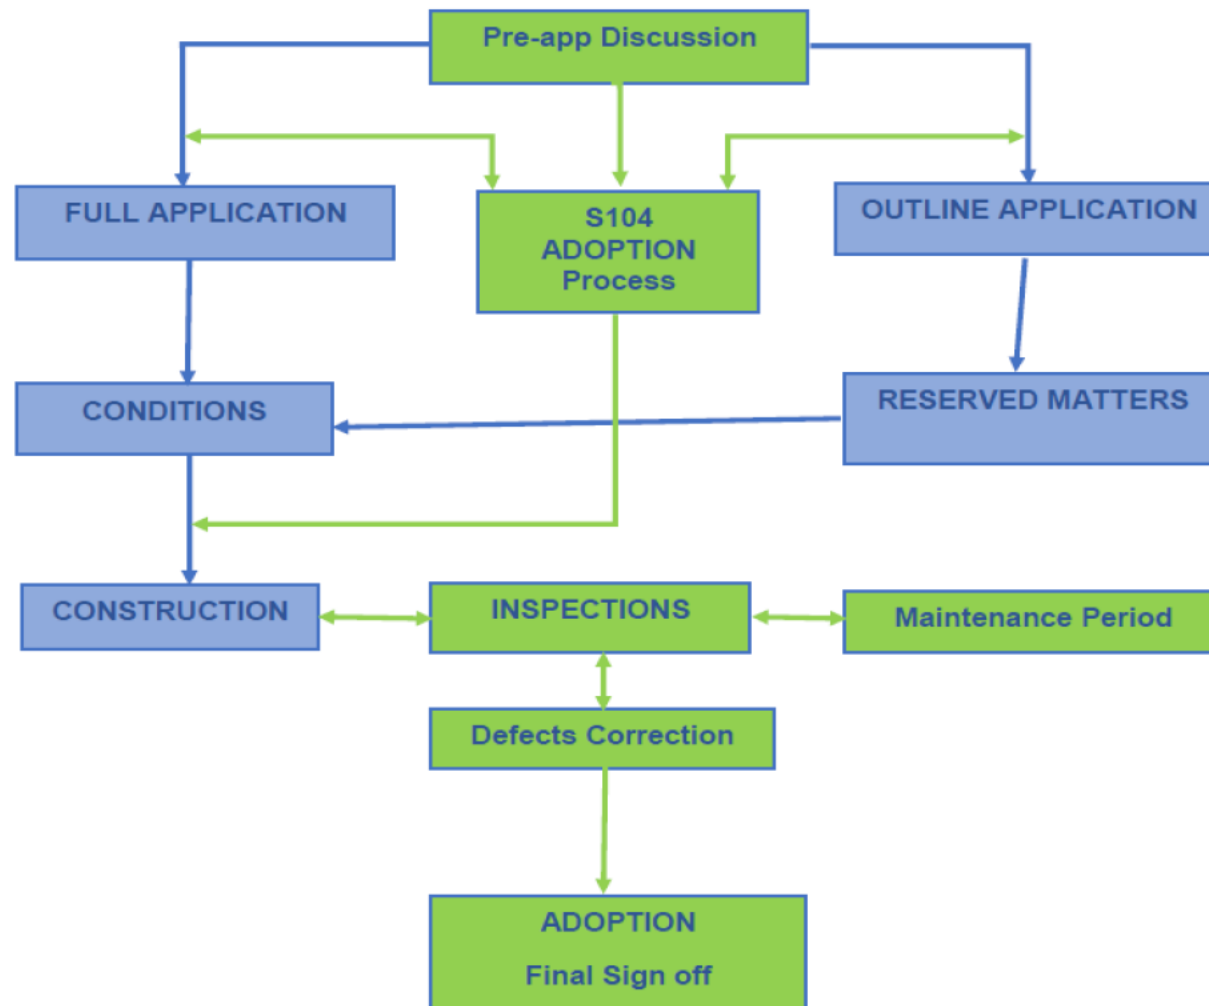 Pre-app Discussion
FULL APPLICATION
S104
ADOPTION
Process
OUTLINE APPLICATION
CONDITIONS
RESERVED MATTERS
CONSTRUCTION
INSPECTIONS
Maintenance Period
Defects Correction
ADOPTION
Final Sign off